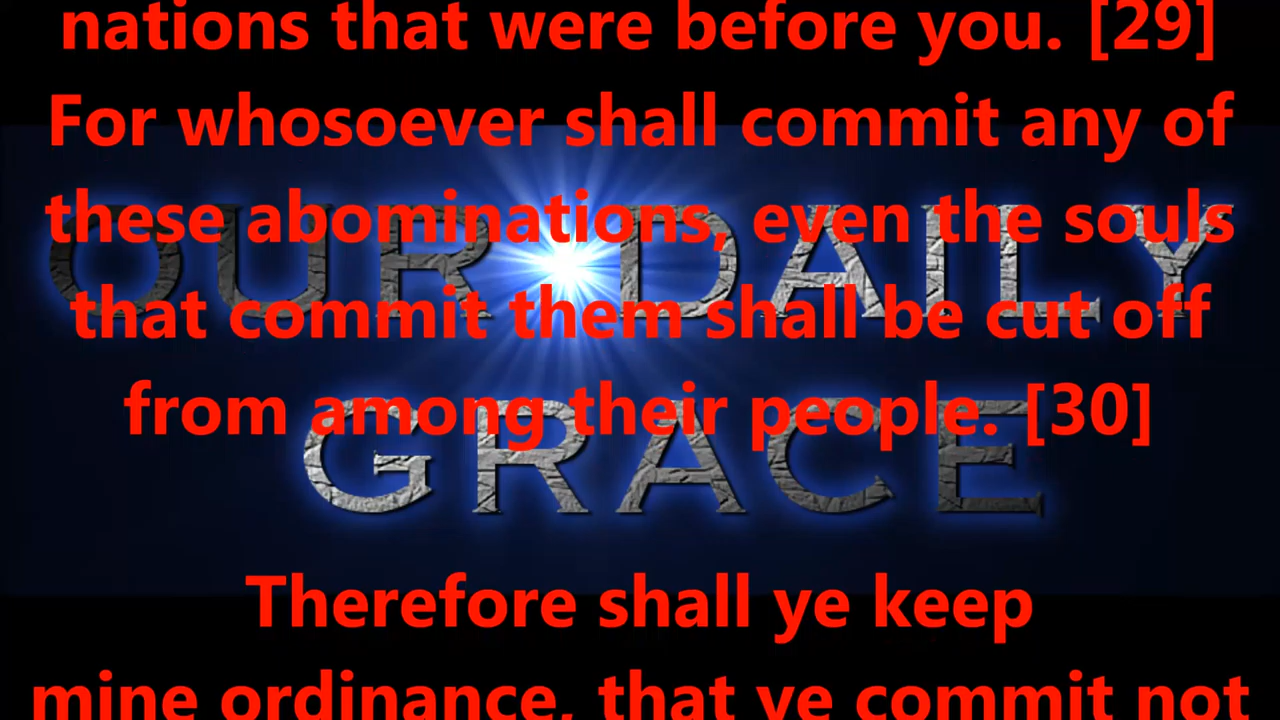 nations that were before you. [29]
For whosoever shall commit any of
these abominations, even the souls
that commit them shall be cut off
from among their people. [30]
Therefore shall ye keep
mine ordinance, that ye commit not
OUR DAILY
GRACE